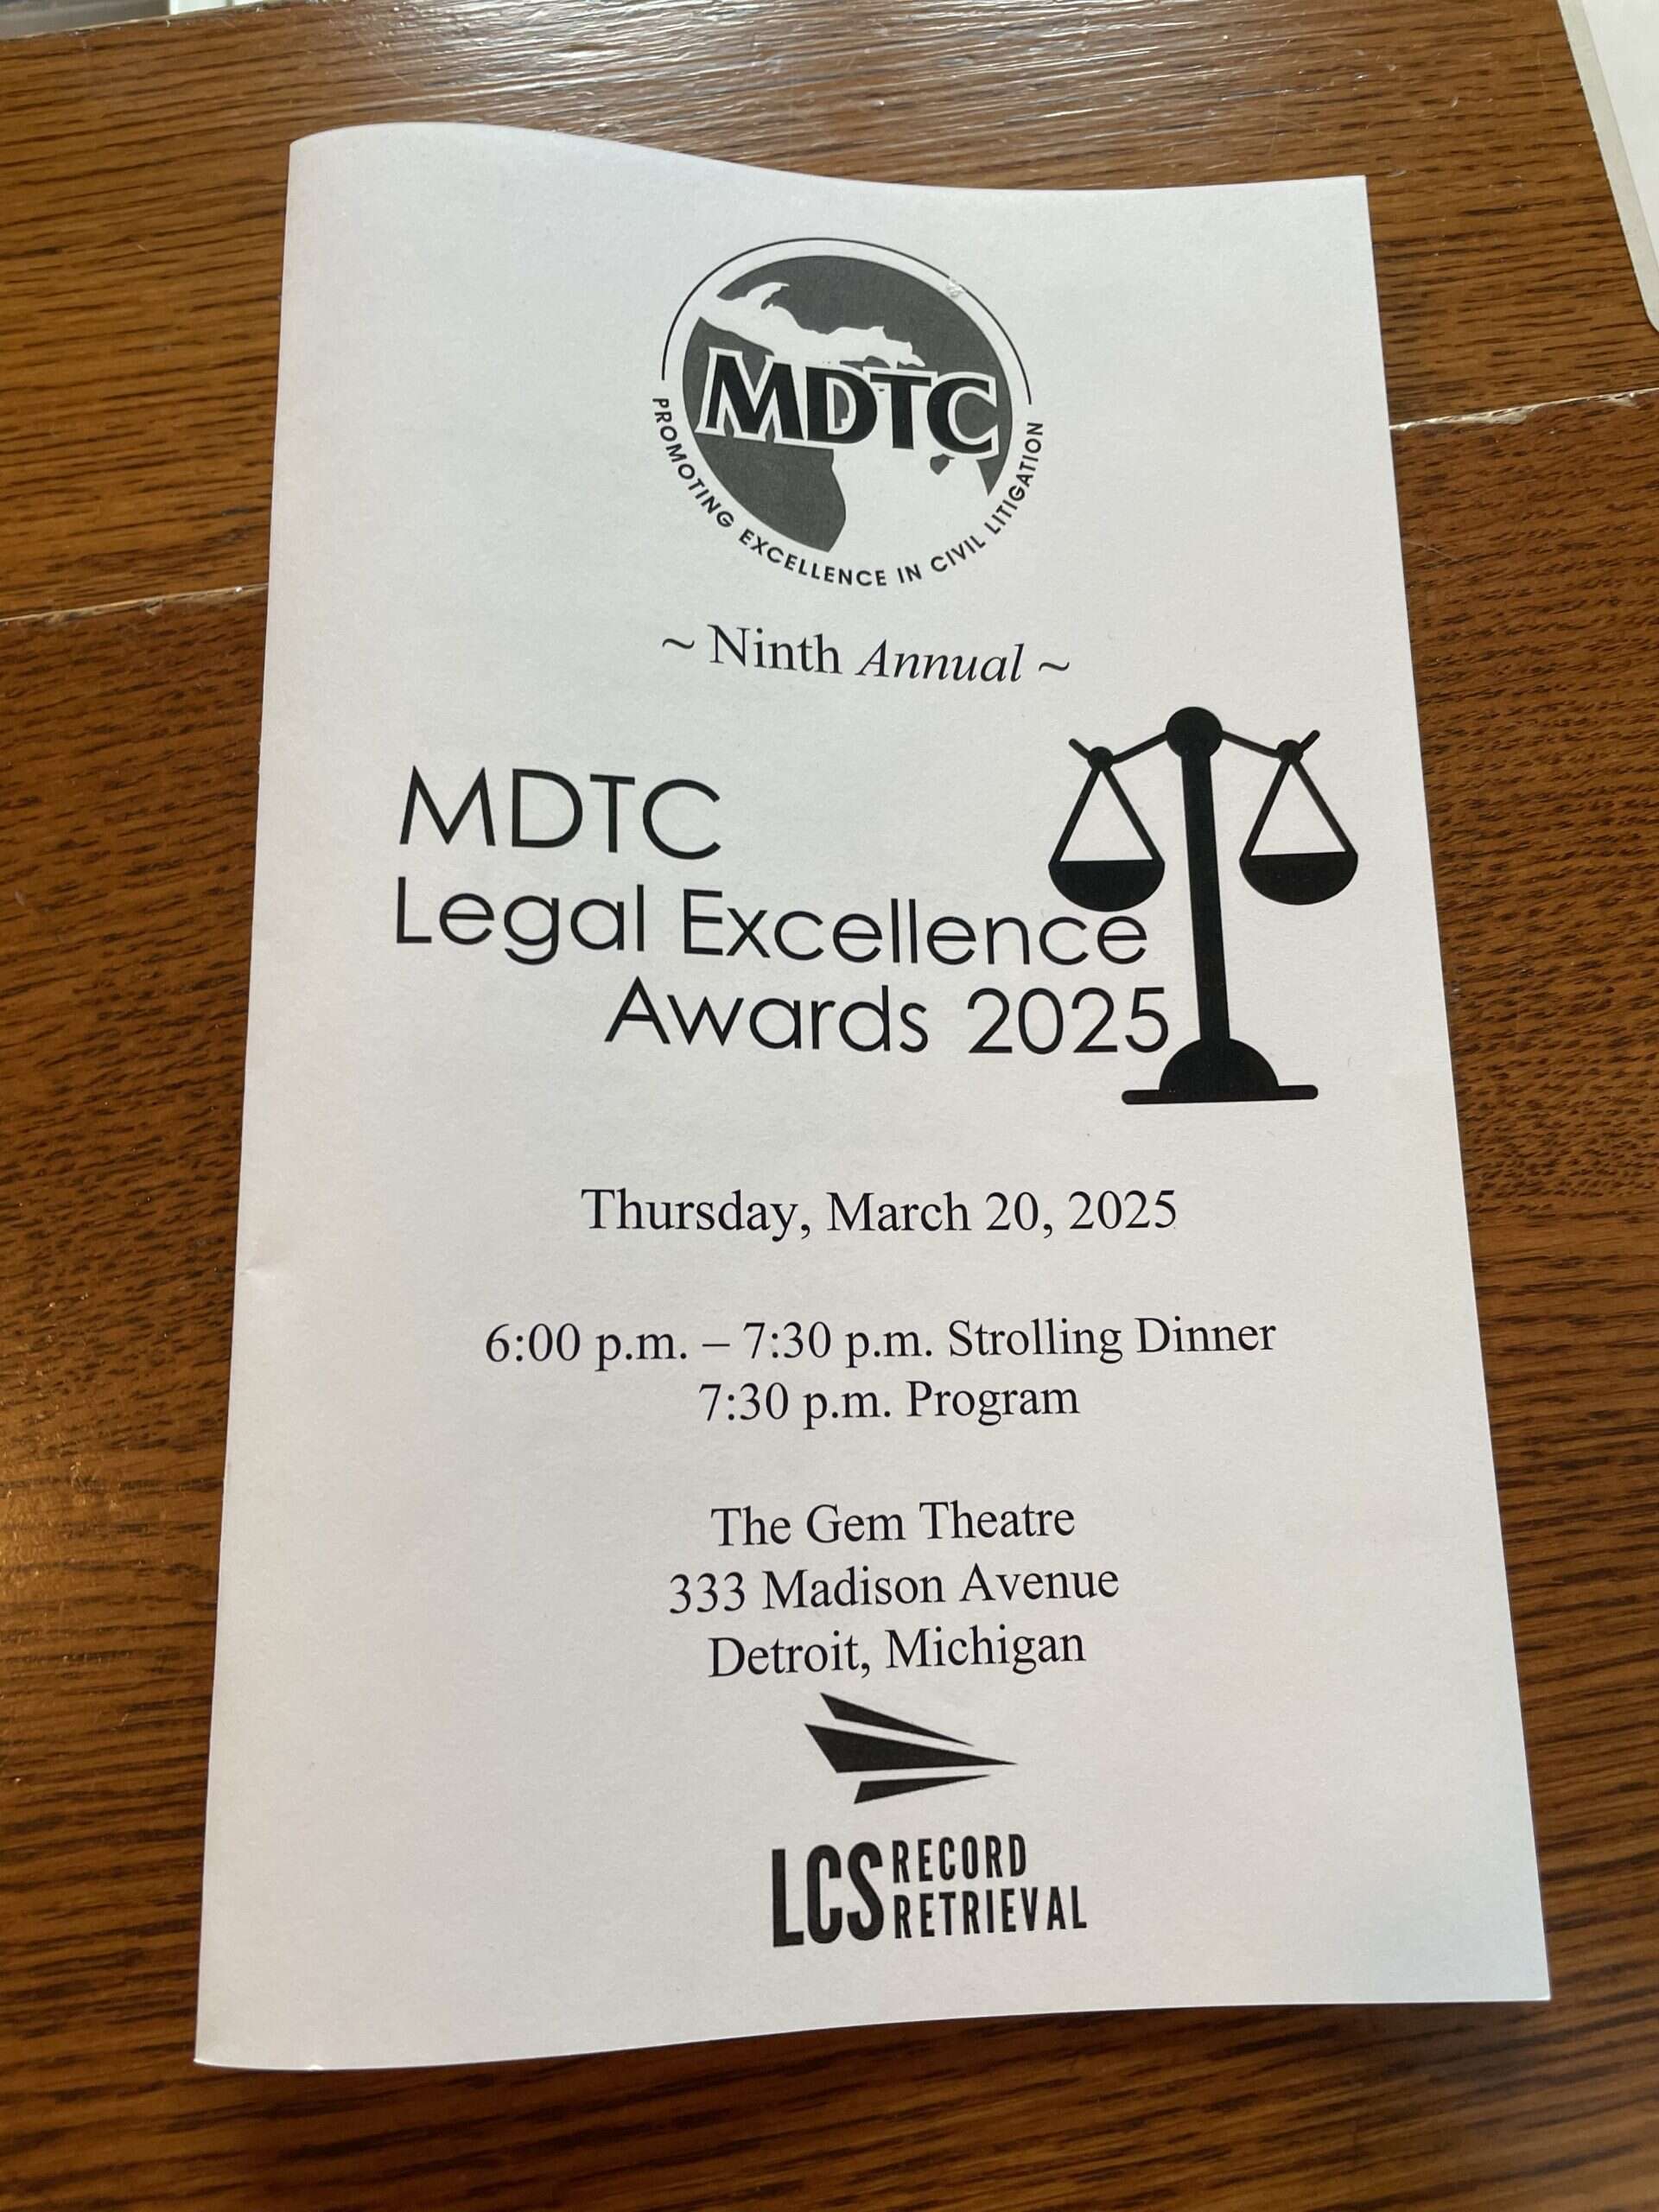 MDTC
PROMOTING EXCELLENCE IN CIVIL LITIGATION
~ Ninth Annual ~
MDTC
Legal Excellence
Awards 2025
Thursday, March 20, 2025
6:00 p.m. – 7:30 p.m. Strolling Dinner
7:30 p.m. Program
The Gem Theatre
333 Madison Avenue
Detroit, Michigan
LCS RECORD
RETRIEVAL